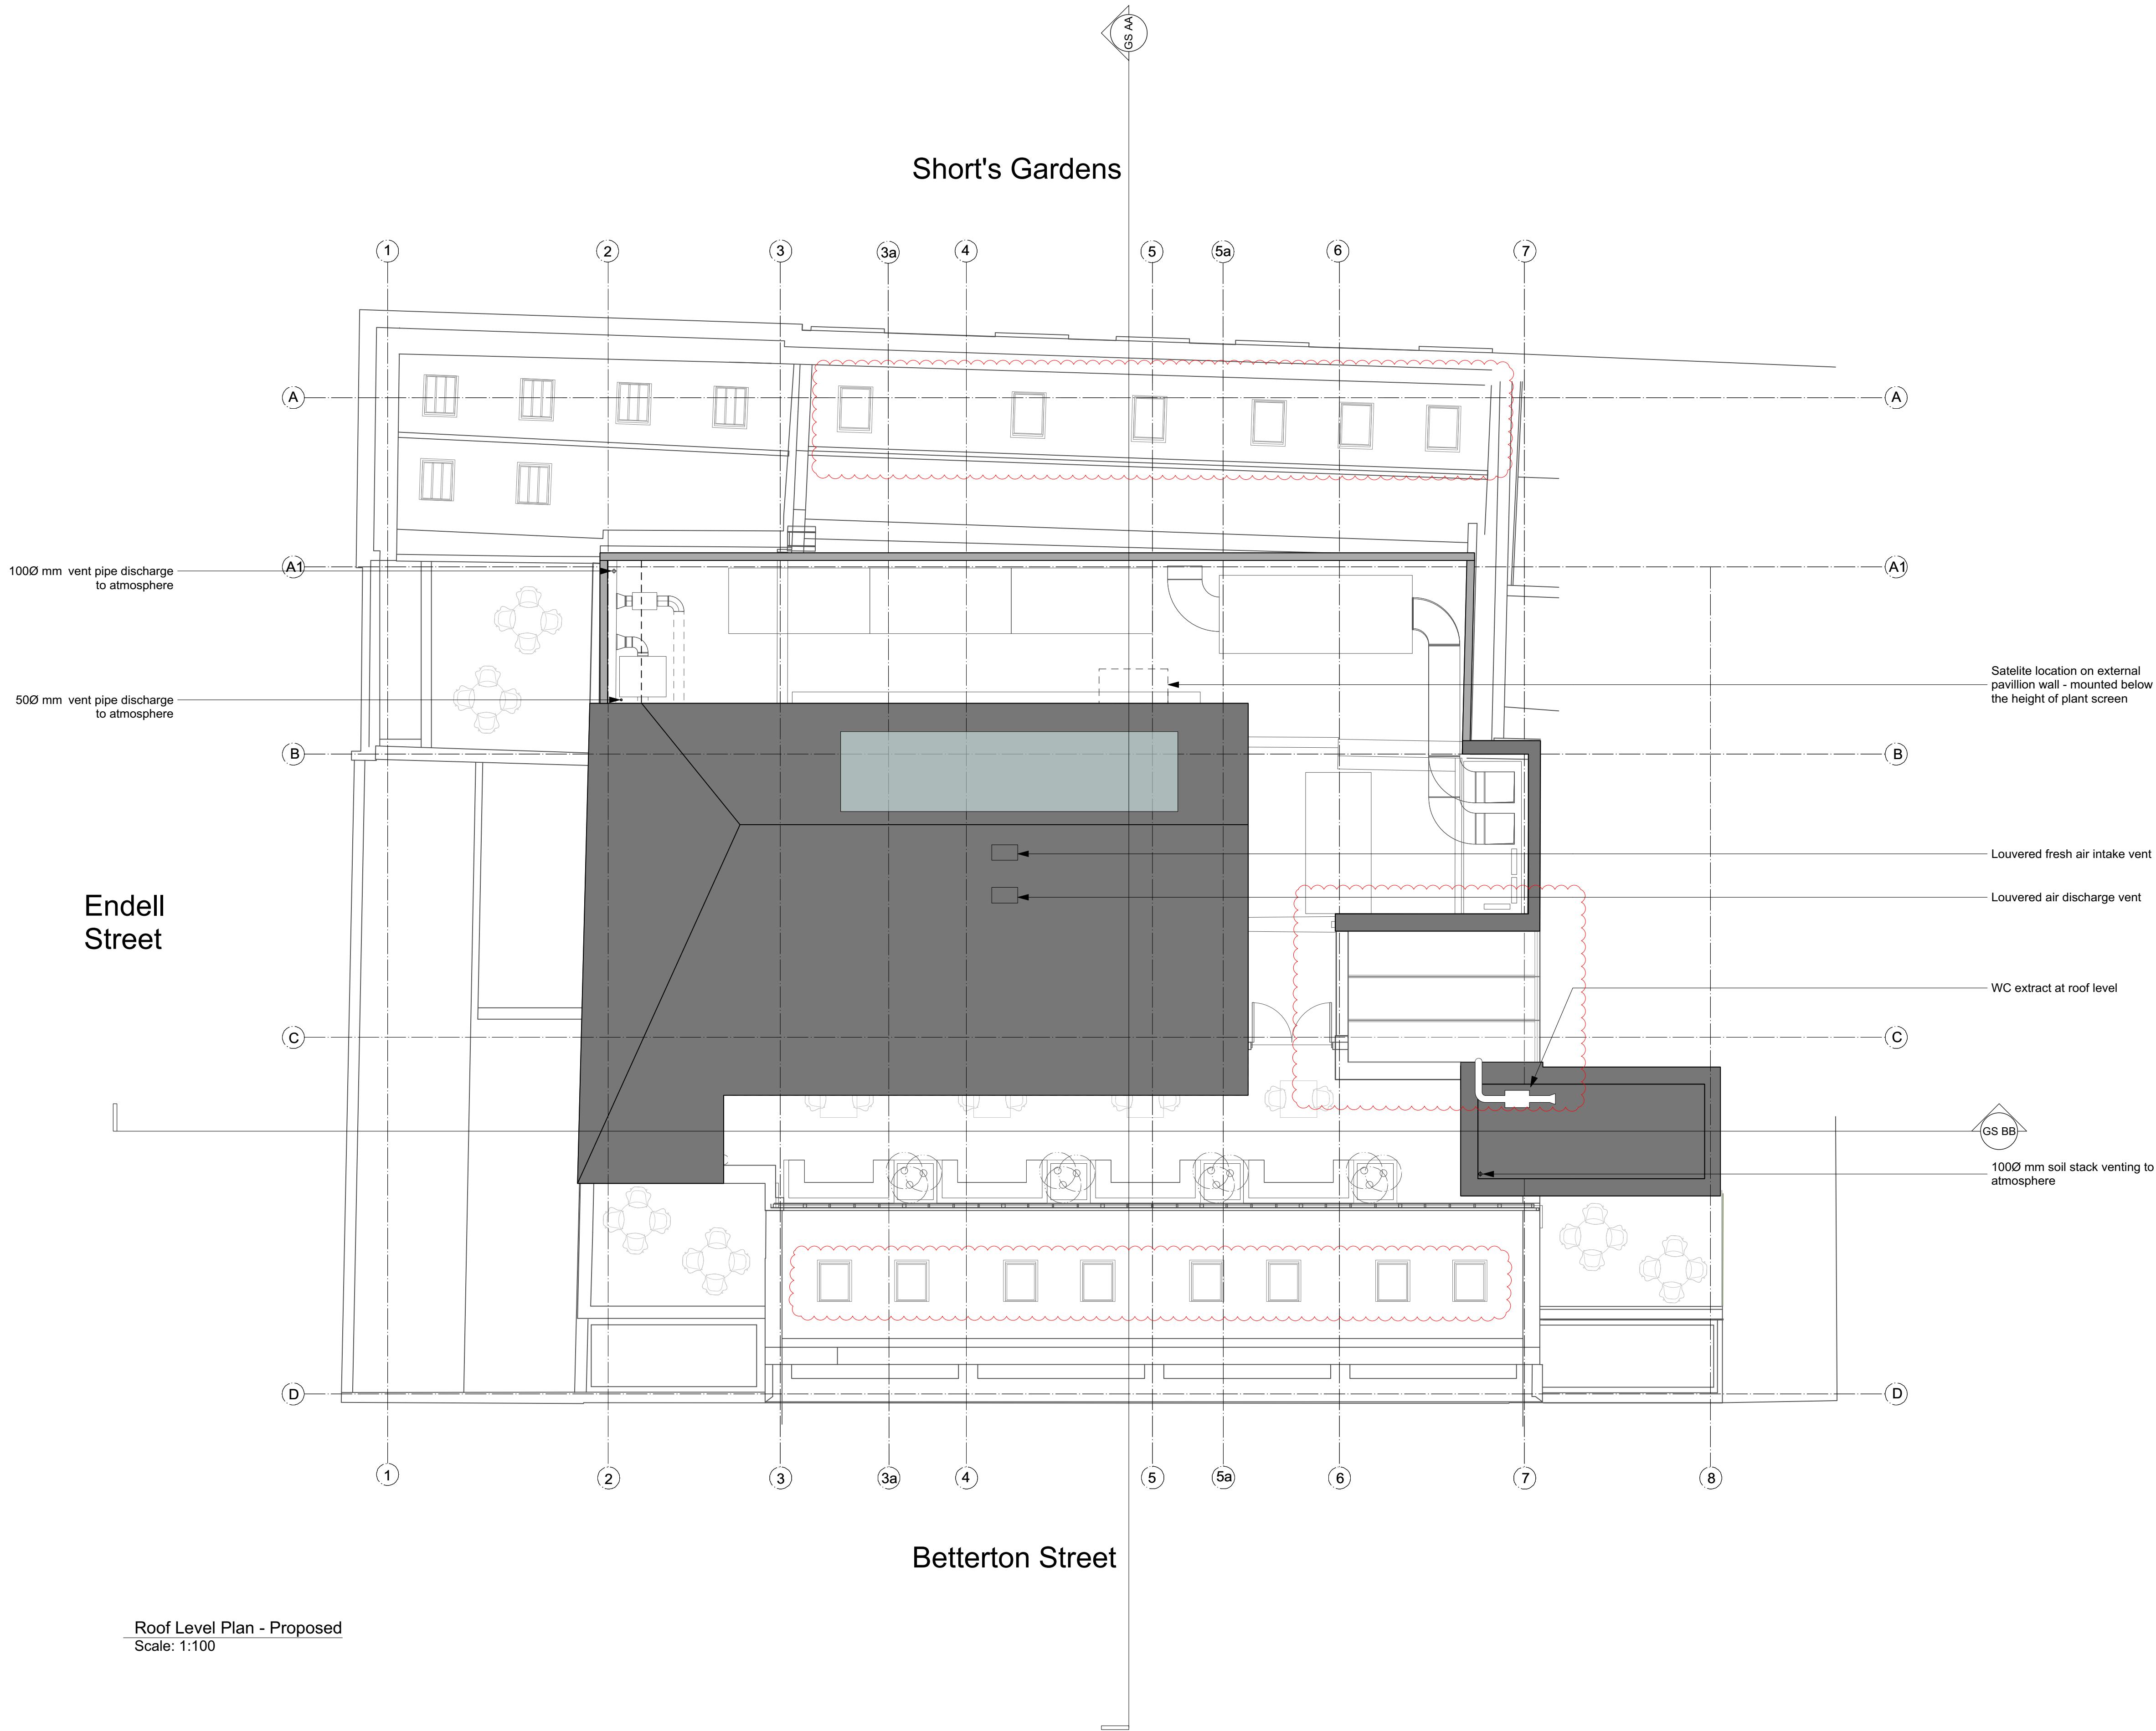 GS AA
Short's Gardens
1
2
3
3a
4
5
5a
6
7
A
A
100Ø mm vent pipe discharge
to atmosphere
A1
A1
Satelite location on external
pavillion wall - mounted below
the height of plant screen
50Ø mm vent pipe discharge
to atmosphere
B
B
Louvered fresh air intake vent
Endell
Street
Louvered air discharge vent
WC extract at roof level
C
C
GS BB
100Ø mm soil stack venting to
atmosphere
D
D
1
2
3
3a
4
5
5a
6
7
8
Betterton Street
Roof Level Plan - Proposed
Scale: 1:100